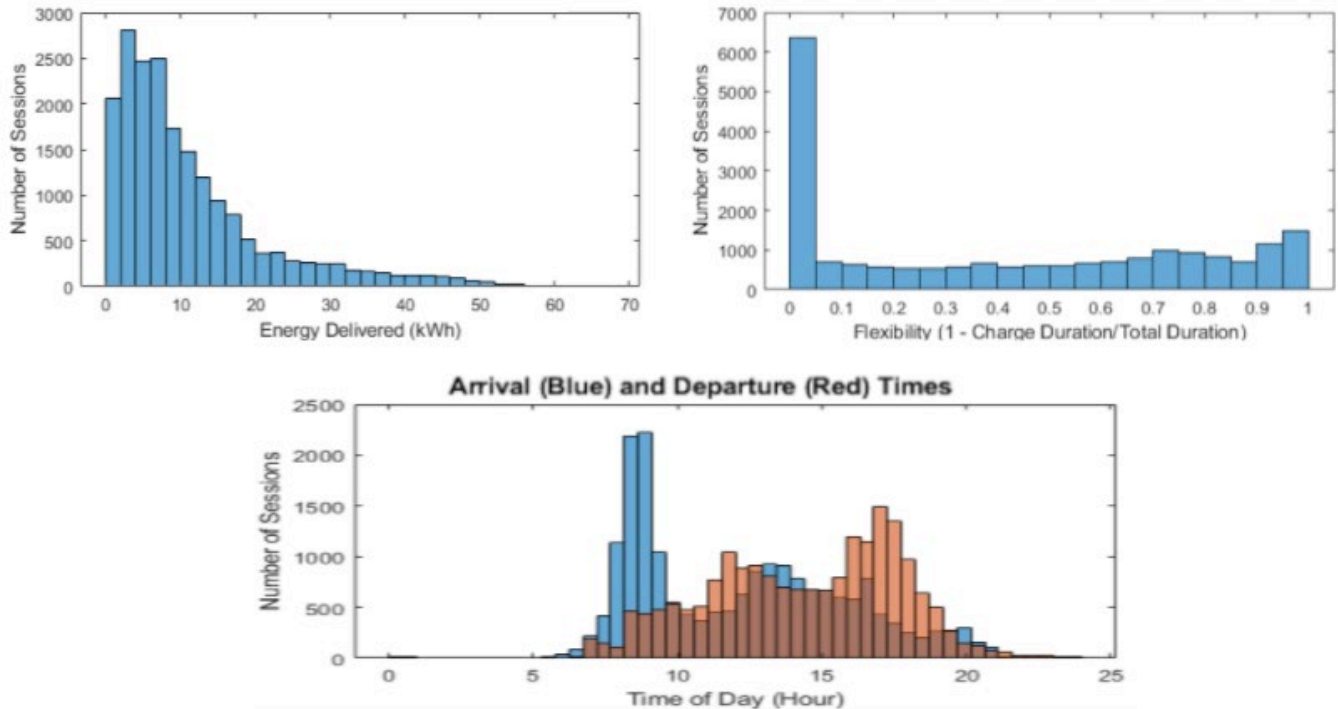 3000
2500
2000
1500
1000
500
0
Number of Sessions
0 10 20 30 40 50 60 70
Energy Delivered (kWh)
7000
6000
5000
4000
3000
2000
1000
0
Number of Sessions
0 0.1 0.2 0.3 0.4 0.5 0.6 0.7 0.8 0.9 1
Flexibility (1 - Charge Duration/Total Duration)
Arrival (Blue) and Departure (Red) Times
2500
2000
1500
1000
500
0
Number of Sessions
0 5 10 15 20 25
Time of Day (Hour)